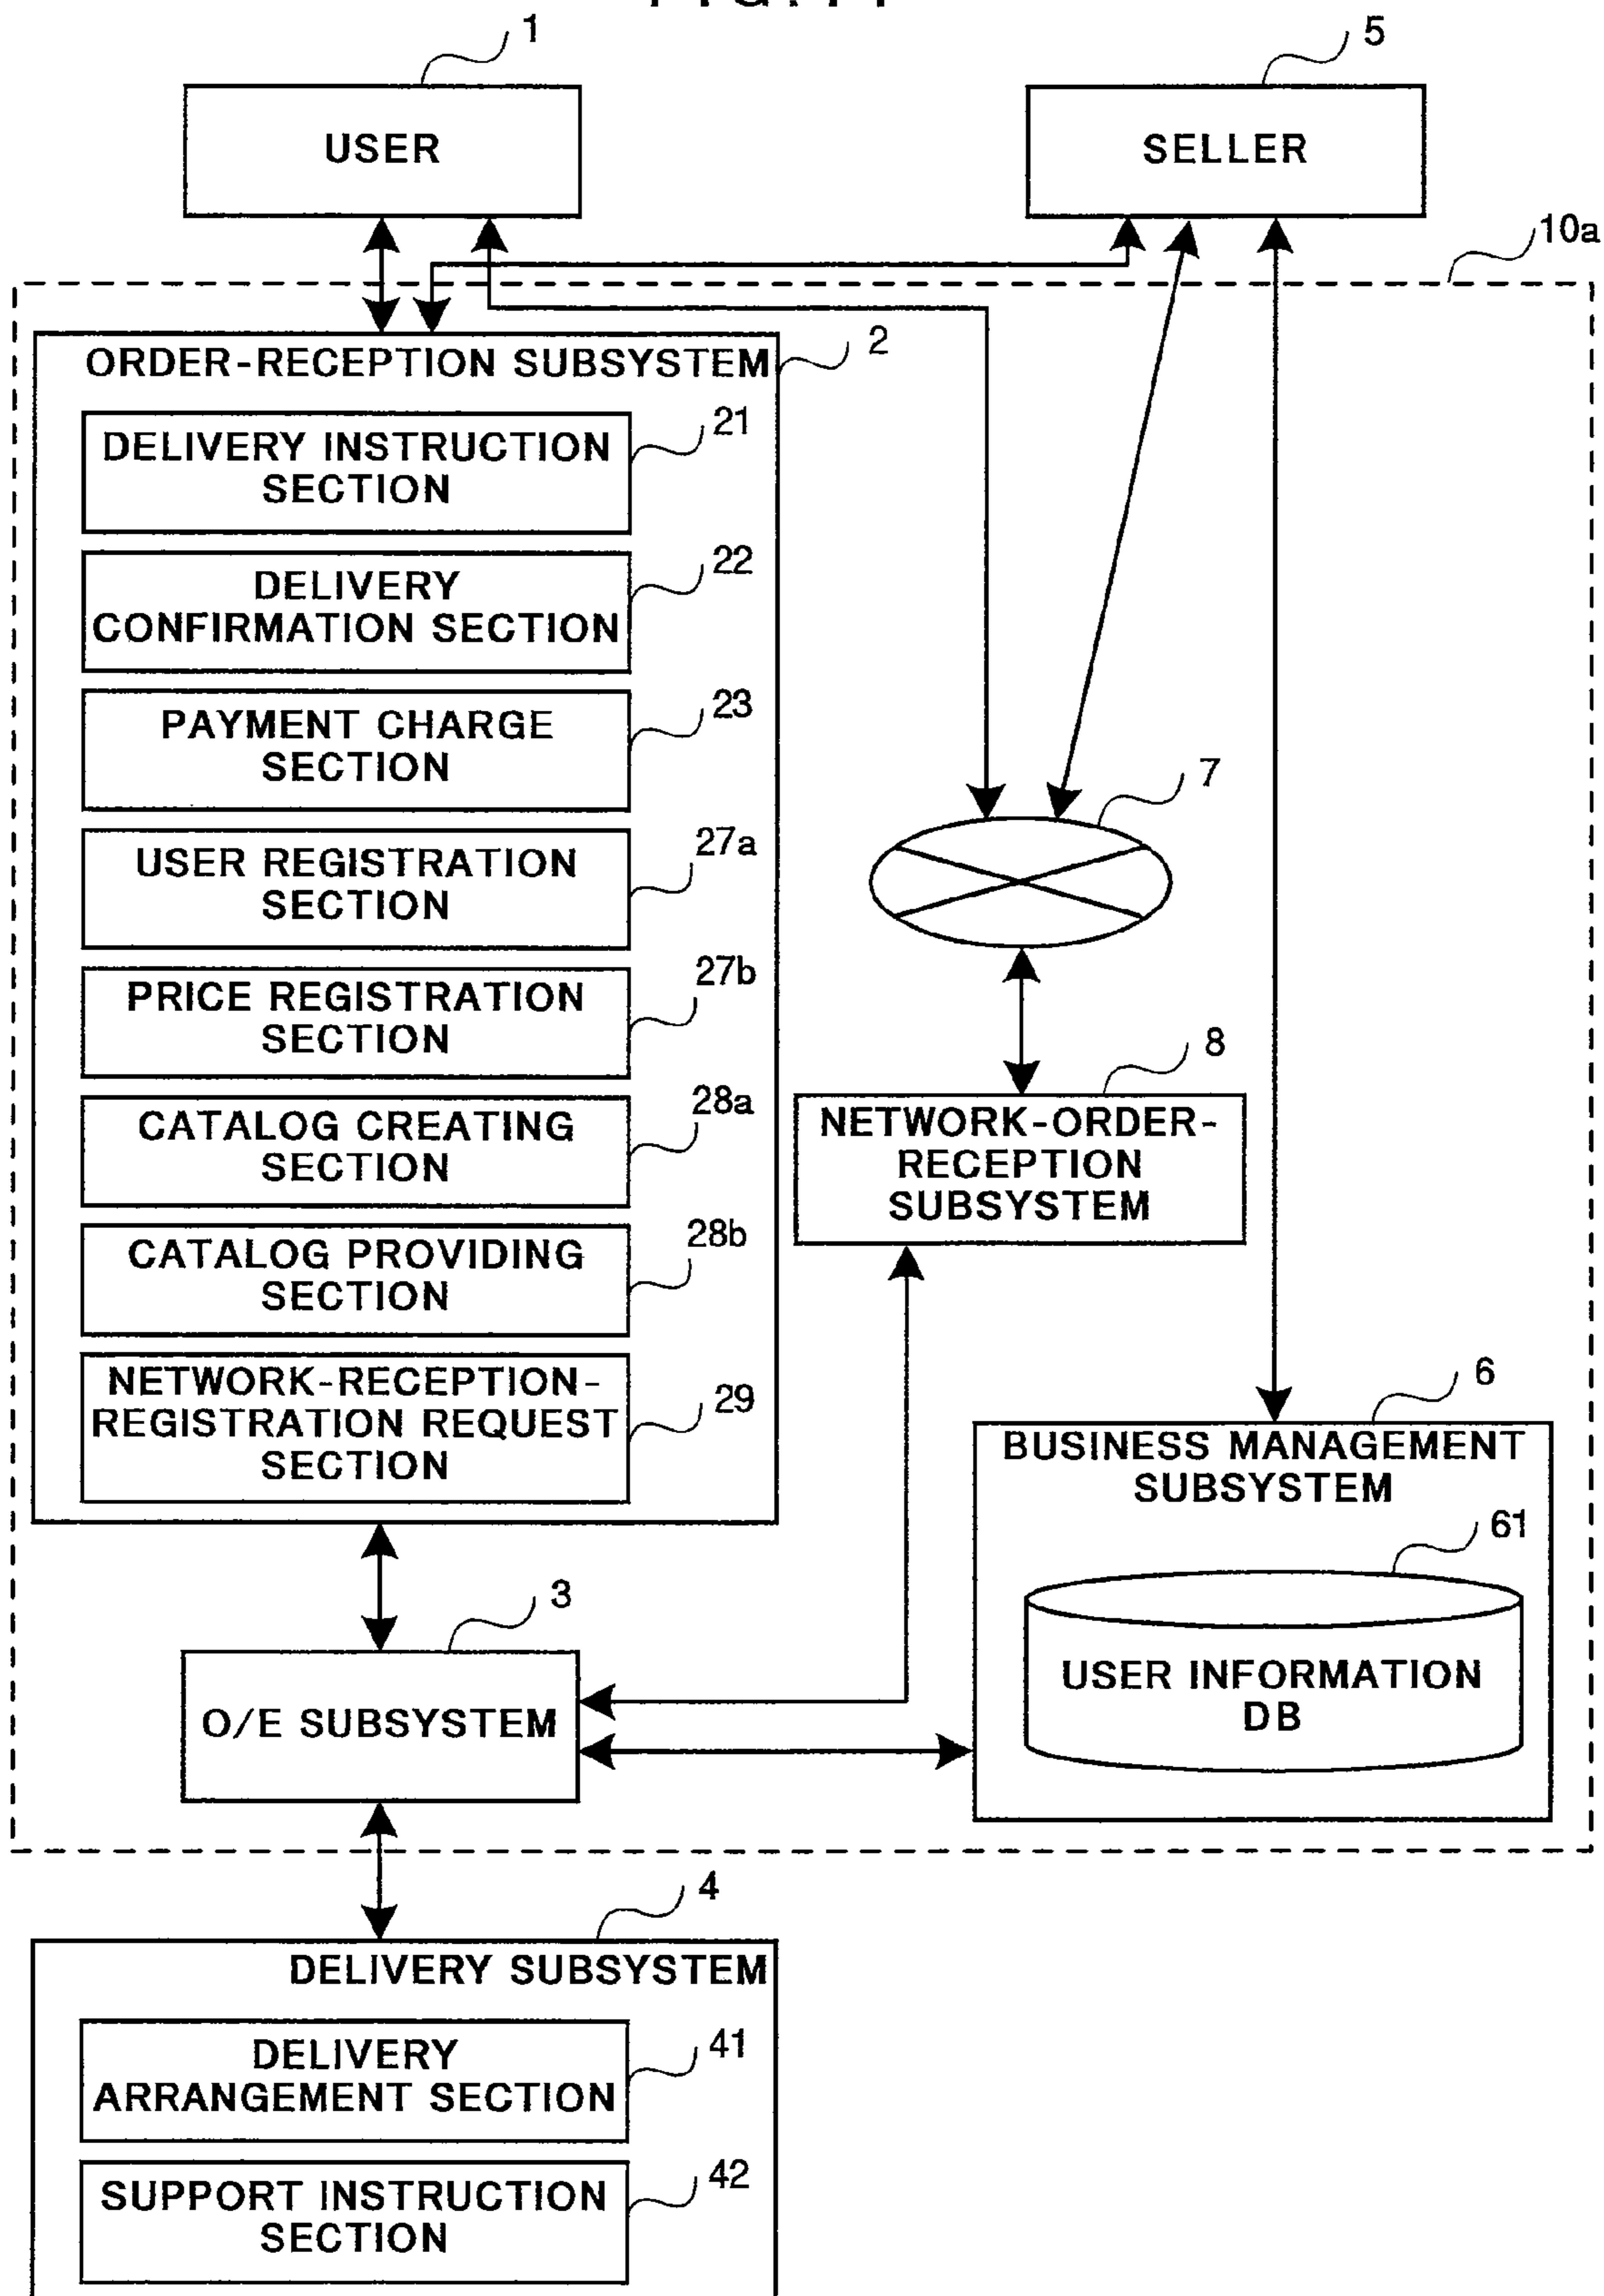 1
5
USER
SELLER
10a
ORDER-RECEPTION SUBSYSTEM
2
DELIVERY INSTRUCTION
SECTION
21
DELIVERY
CONFIRMATION SECTION
22
PAYMENT CHARGE
SECTION
23
7
USER REGISTRATION
SECTION
27a
PRICE REGISTRATION
SECTION
27b
8
CATALOG CREATING
SECTION
28a
NETWORK-ORDER-
RECEPTION
SUBSYSTEM
CATALOG PROVIDING
SECTION
28b
NETWORK-RECEPTION-
REGISTRATION REQUEST
SECTION
29
6
BUSINESS MANAGEMENT
SUBSYSTEM
61
USER INFORMATION
DB
3
O/E SUBSYSTEM
4
DELIVERY SUBSYSTEM
DELIVERY
ARRANGEMENT SECTION
41
SUPPORT INSTRUCTION
SECTION
42